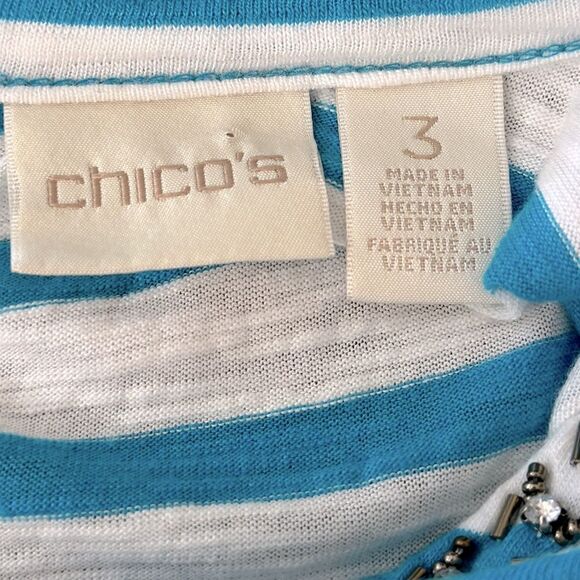 chico's
3
MADE IN
VIETNAM
HECHO EN
VIETNAM
FABRIQUÉ AU
VIETNAM